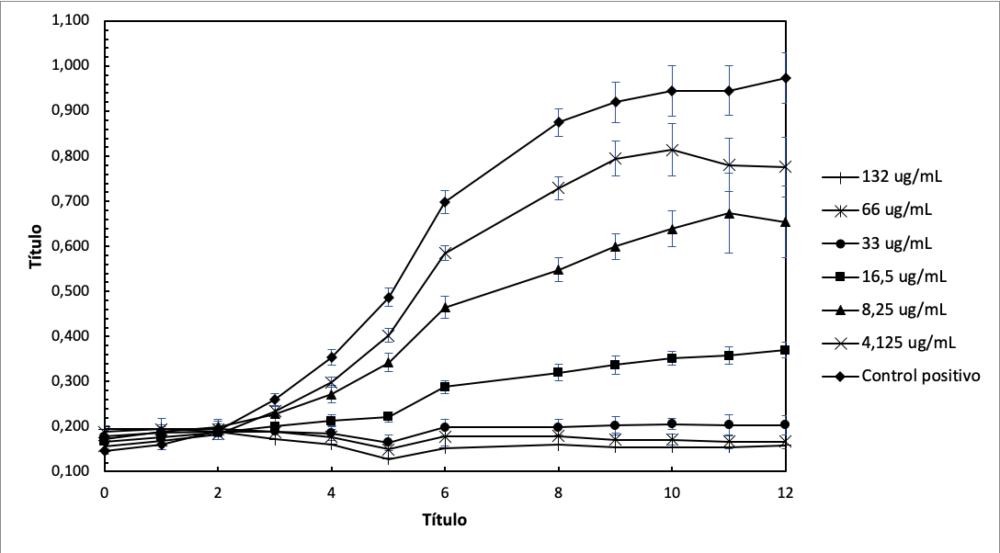 1,100
1,000
0,900
0,800
0,700
0,600
0,500
0,400
0,300
0,200
0,100
Título
0 2 4 6 8 10 12
Título
132 ug/mL
66 ug/mL
33 ug/mL
16,5 ug/mL
8,25 ug/mL
4,125 ug/mL
Control positivo